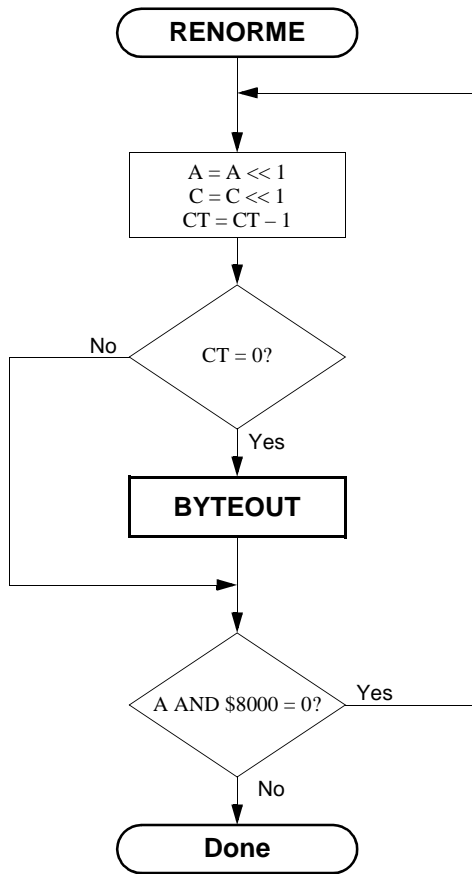 RENORME
A = A << 1
C = C << 1
CT = CT – 1
No
CT = 0?
Yes
BYTEOUT
A AND $8000 = 0?
Yes
No
Done